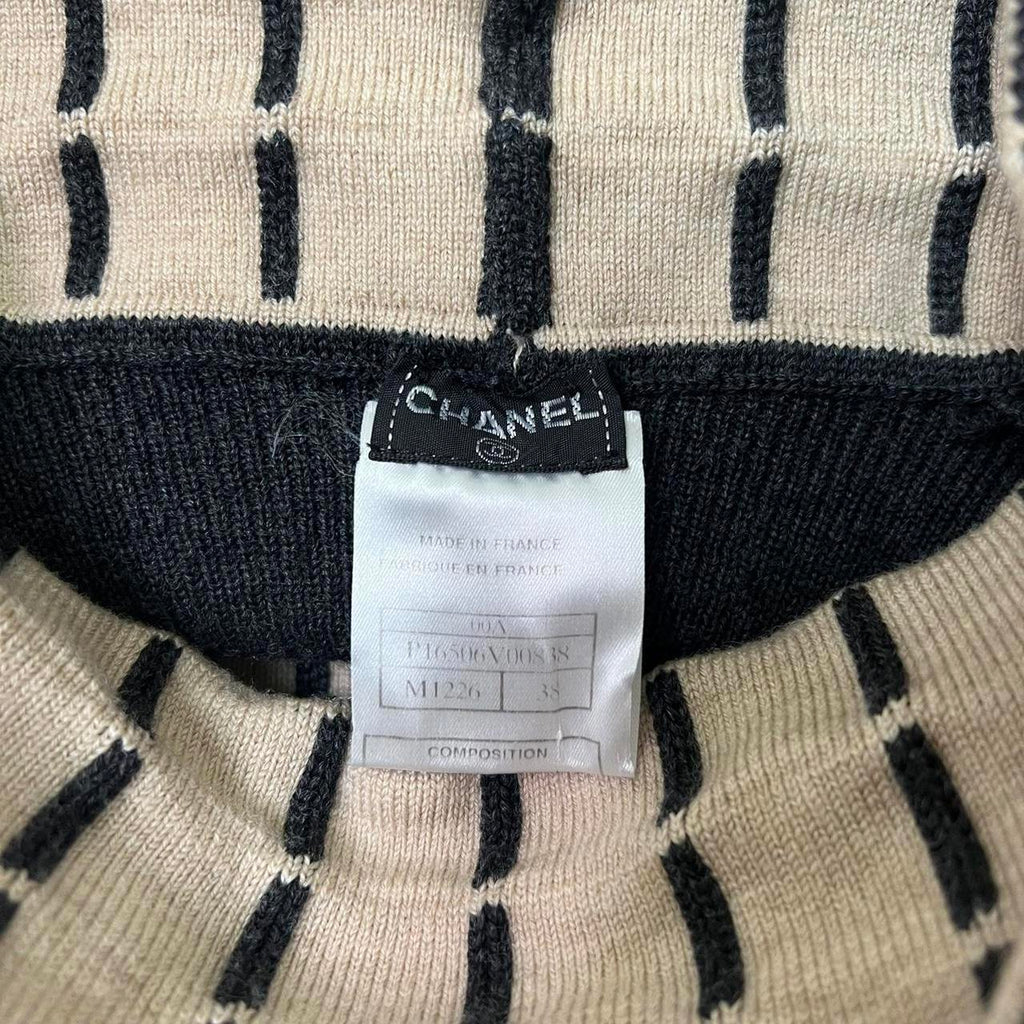 CHANEL
MADE IN FRANCE
FABRIQUE EN FRANCE
00A
P16506V00838
M1226 38
COMPOSITION